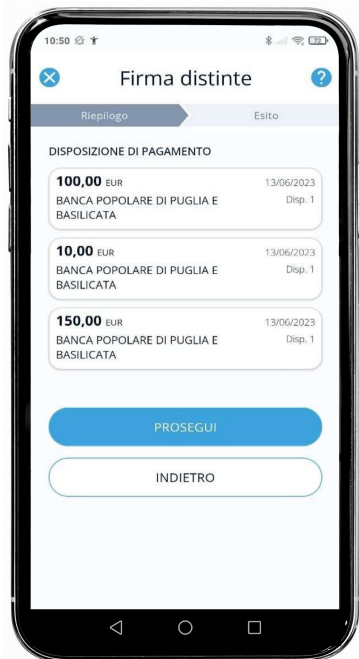 10:50
72
Firma distinte
?
Riepilogo
Esito
DISPOSIZIONE DI PAGAMENTO
100,00 EUR
13/06/2023
BANCA POPOLARE DI PUGLIA E
Disp. 1
BASILICATA
10,00 EUR
13/06/2023
BANCA POPOLARE DI PUGLIA E
Disp. 1
BASILICATA
150,00 EUR
13/06/2023
BANCA POPOLARE DI PUGLIA E
Disp. 1
BASILICATA
PROSEGUI
INDIETRO